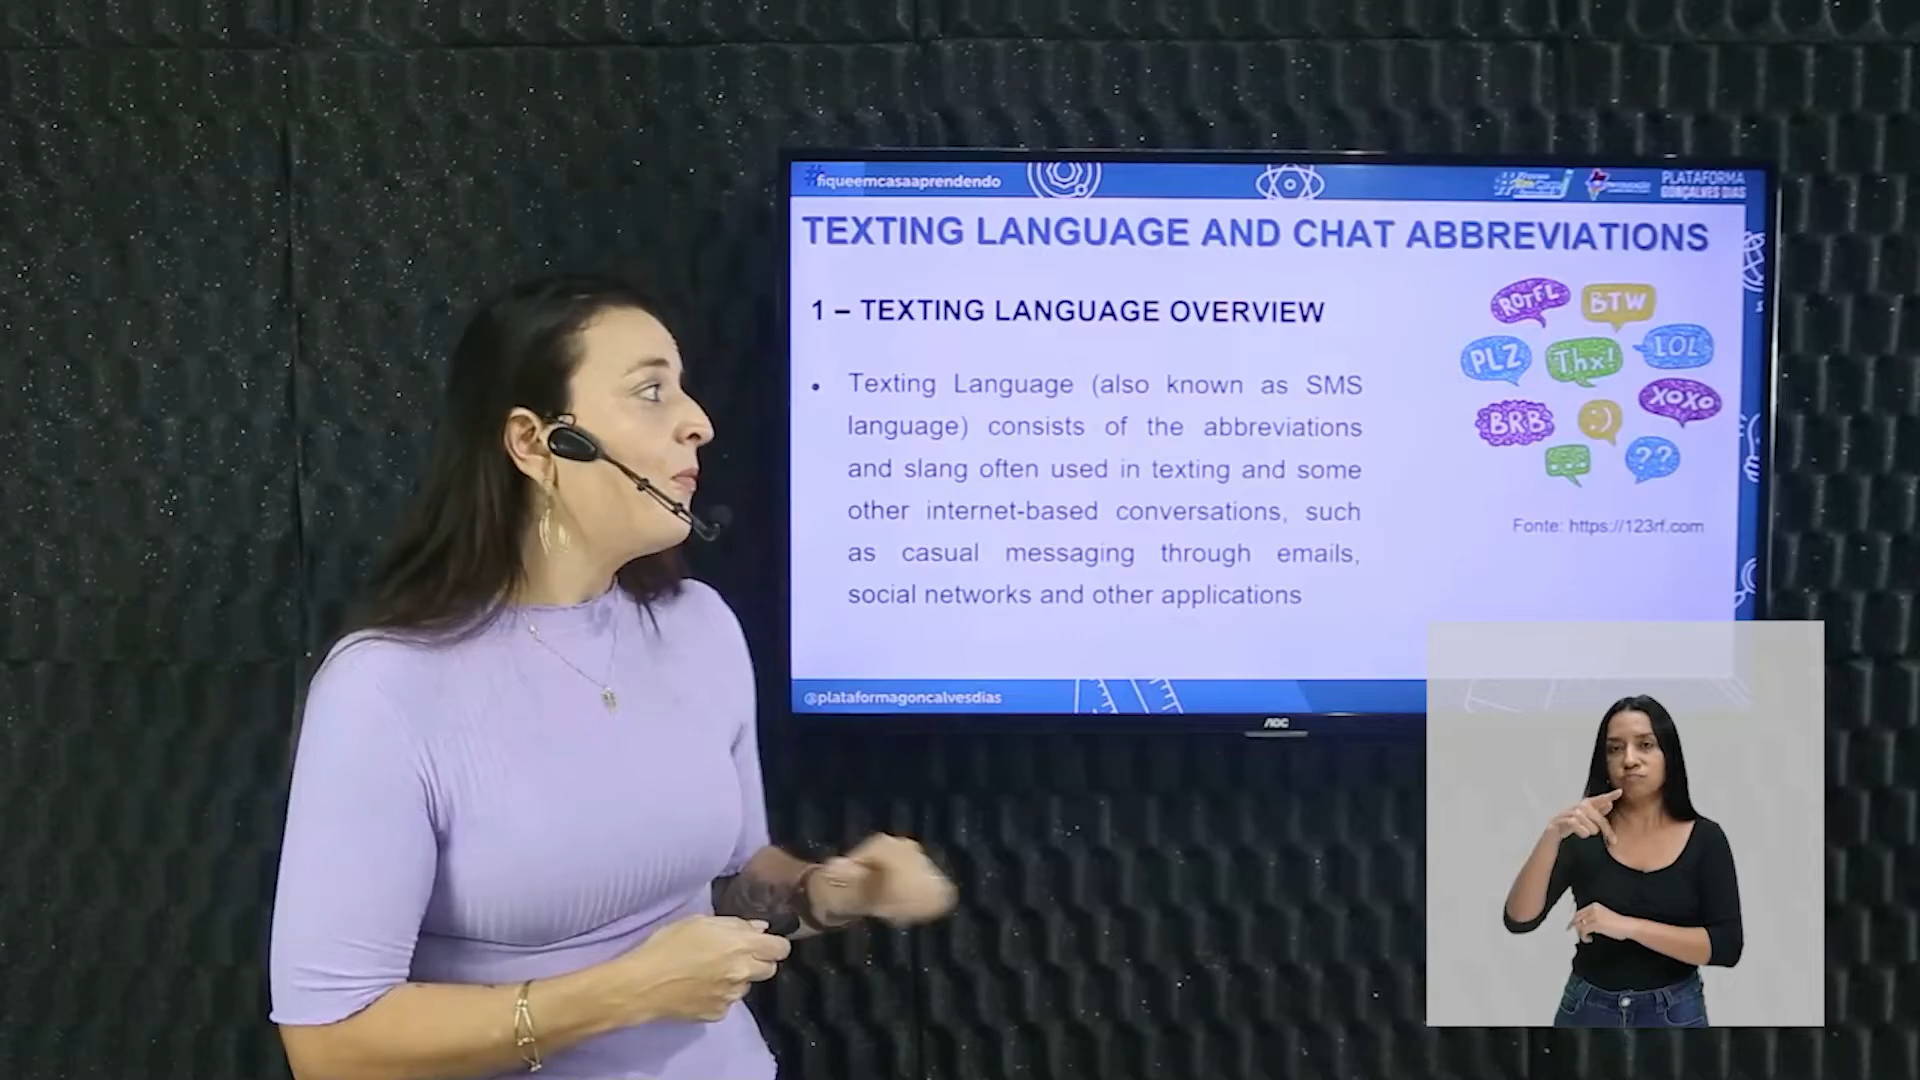 #fiqueemcasaaprendendo
PLATAFORMA
GONÇALVES DIAS
TEXTING LANGUAGE AND CHAT ABBREVIATIONS
1 – TEXTING LANGUAGE OVERVIEW
• Texting Language (also known as SMS
language) consists of the abbreviations
and slang often used in texting and some
other internet-based conversations, such
as casual messaging through emails,
social networks and other applications
ROTFL
BTW
PLZ
Thx!
LOL
BRB
:)
XOXO
...
??
Fonte: https://123rf.com
@plataformagoncalvesdias
AOC